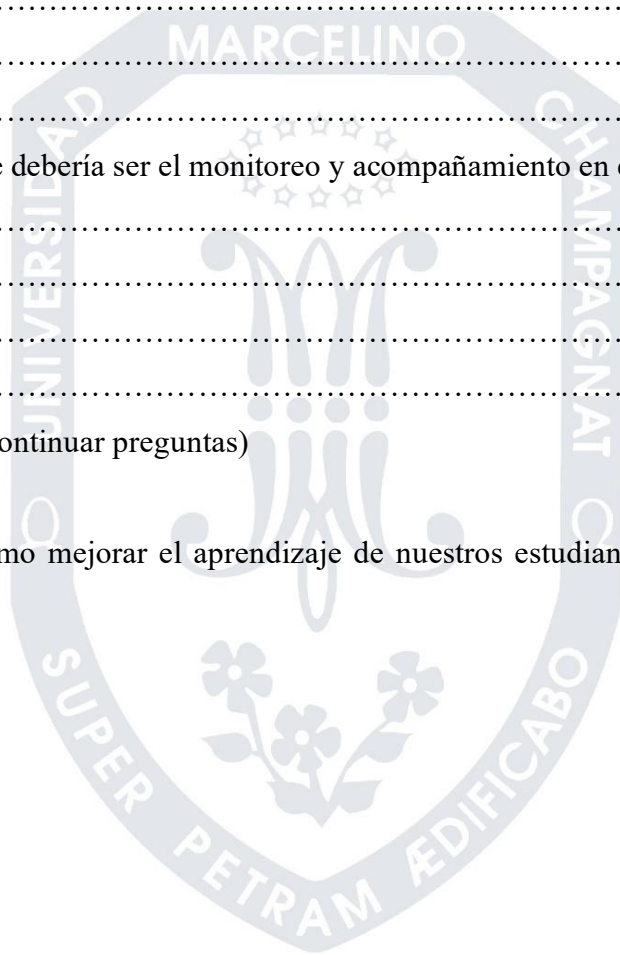 MARCELINO
CHAMPAGNAT
UNIVERSIDAD
debería ser el monitoreo y acompañamiento en
ontinuar preguntas)
mo mejorar el aprendizaje de nuestros estudian
SUPER PETRAM ÆDIFICABO